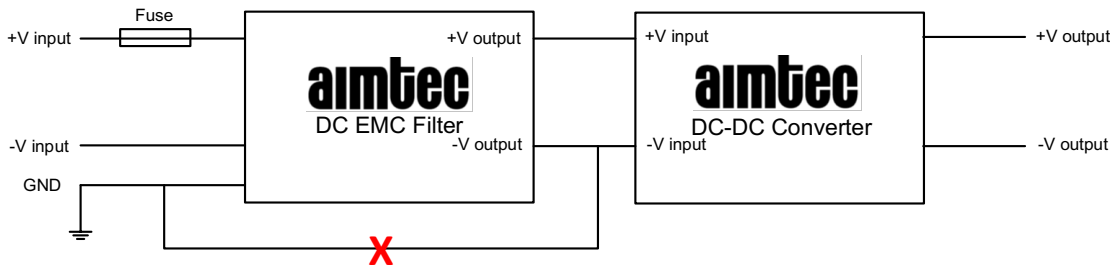 Fuse
+V input
+V output
+V input
+V output
aimtec
DC EMC Filter
aimtec
DC-DC Converter
-V input
-V output
-V input
-V output
GND
X